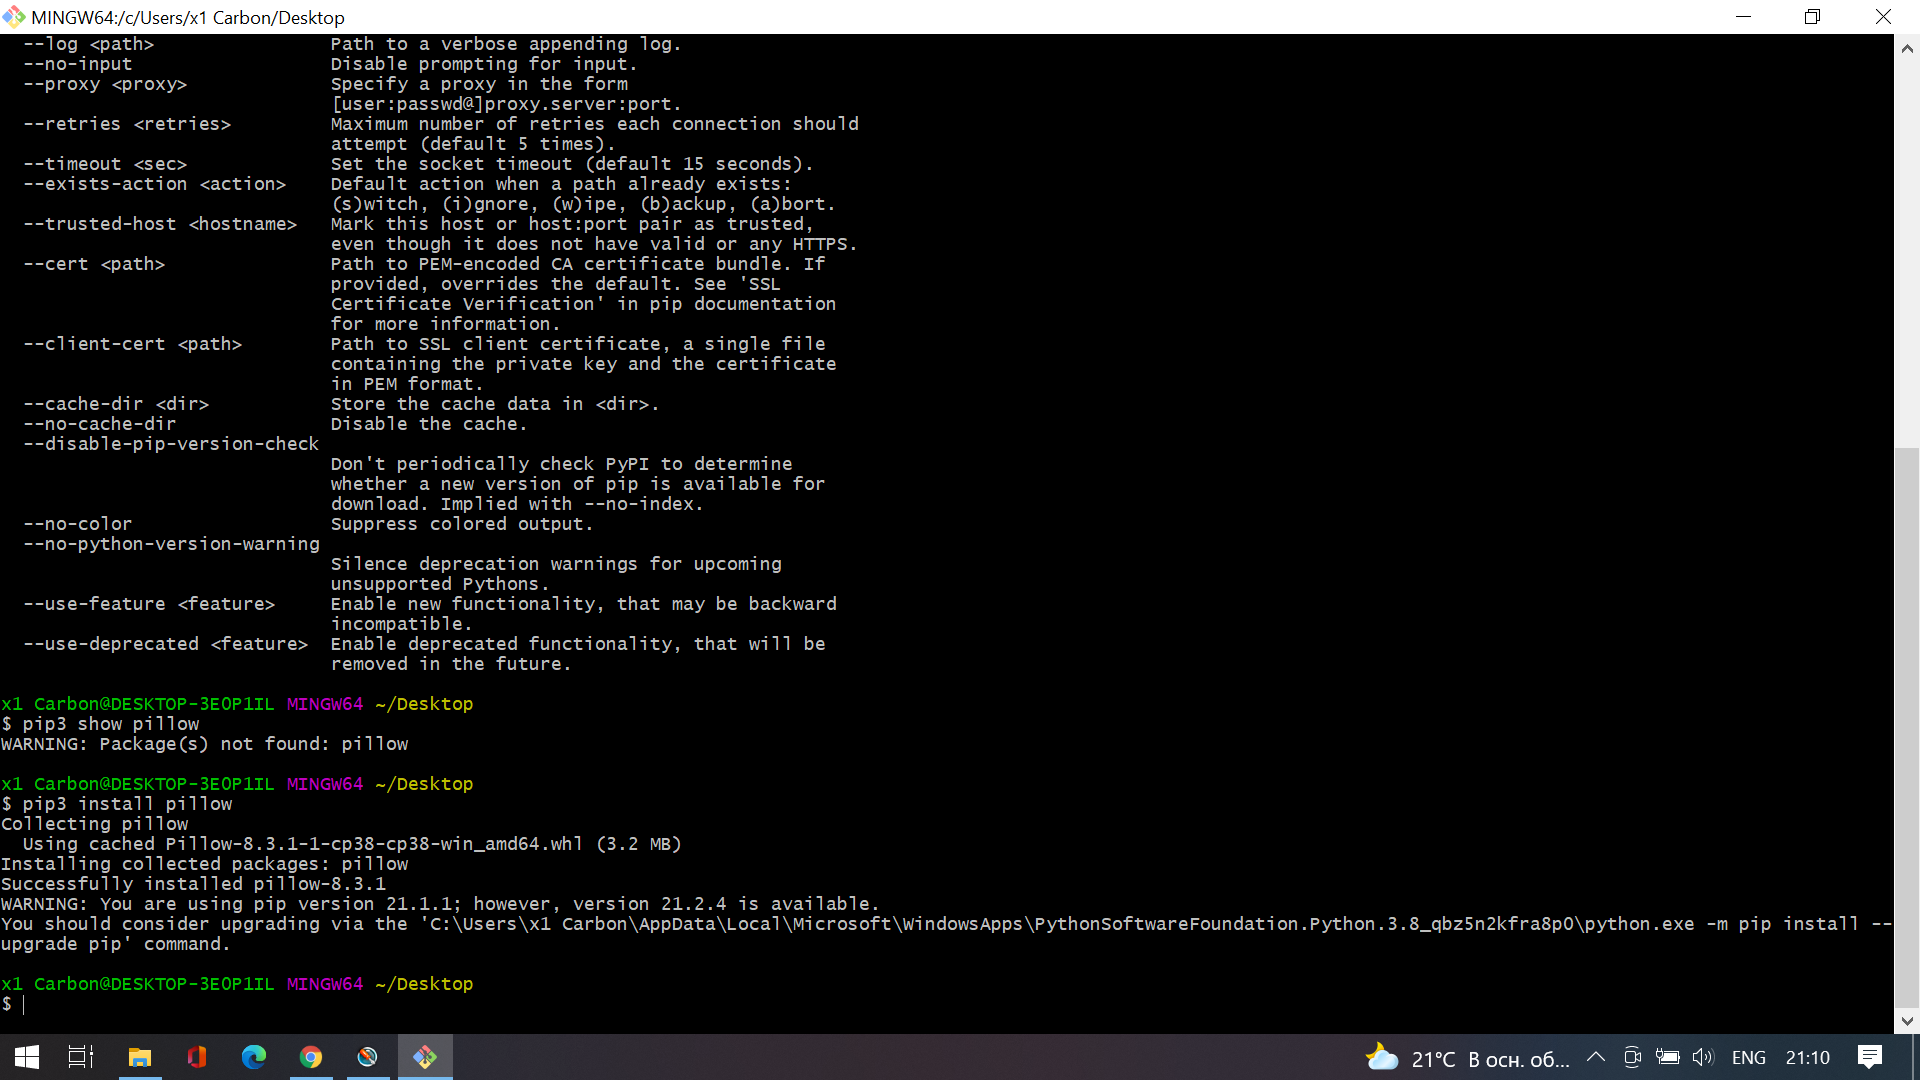 MINGW64:/c/Users/x1 Carbon/Desktop
--log <path> Path to a verbose appending log.
--no-input Disable prompting for input.
--proxy <proxy> Specify a proxy in the form
[user:passwd@]proxy.server:port.
--retries <retries> Maximum number of retries each connection should
attempt (default 5 times).
--timeout <sec> Set the socket timeout (default 15 seconds).
--exists-action <action> Default action when a path already exists:
(s)witch, (i)gnore, (w)ipe, (b)ackup, (a)bort.
--trusted-host <hostname> Mark this host or host:port pair as trusted,
even though it does not have valid or any HTTPS.
--cert <path> Path to PEM-encoded CA certificate bundle. If
provided, overrides the default. See 'SSL
Certificate Verification' in pip documentation
for more information.
--client-cert <path> Path to SSL client certificate, a single file
containing the private key and the certificate
in PEM format.
--cache-dir <dir> Store the cache data in <dir>.
--no-cache-dir Disable the cache.
--disable-pip-version-check
Don't periodically check PyPI to determine
whether a new version of pip is available for
download. Implied with --no-index.
--no-color Suppress colored output.
--no-python-version-warning
Silence deprecation warnings for upcoming
unsupported Pythons.
--use-feature <feature> Enable new functionality, that may be backward
incompatible.
--use-deprecated <feature> Enable deprecated functionality, that will be
removed in the future.
x1 Carbon@DESKTOP-3E0P1IL MINGW64 ~/Desktop
$ pip3 show pillow
WARNING: Package(s) not found: pillow
x1 Carbon@DESKTOP-3E0P1IL MINGW64 ~/Desktop
$ pip3 install pillow
Collecting pillow
Using cached Pillow-8.3.1-1-cp38-cp38-win_amd64.whl (3.2 MB)
Installing collected packages: pillow
Successfully installed pillow-8.3.1
WARNING: You are using pip version 21.1.1; however, version 21.2.4 is available.
You should consider upgrading via the 'C:\Users\x1 Carbon\AppData\Local\Microsoft\WindowsApps\PythonSoftwareFoundation.Python.3.8_qbz5n2kfra8p0\python.exe -m pip install --
upgrade pip' command.
x1 Carbon@DESKTOP-3E0P1IL MINGW64 ~/Desktop
$
21°C В осн. об... ENG 21:10